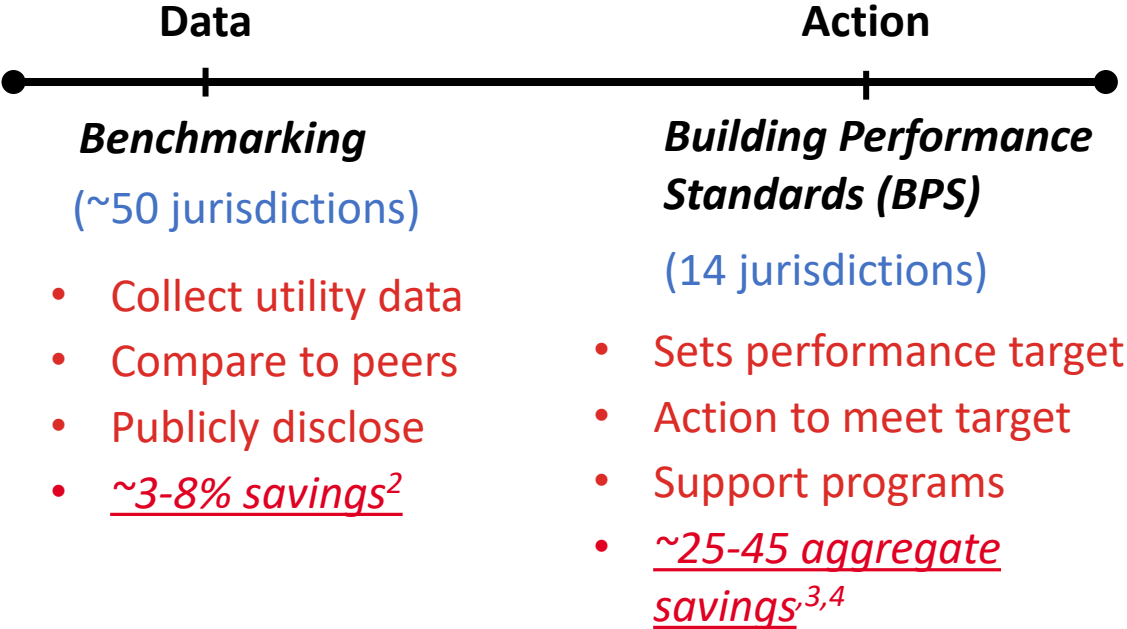 Data
Action
Benchmarking
(~50 jurisdictions)
• Collect utility data
• Compare to peers
• Publicly disclose
• ~3-8% savings²
Building Performance
Standards (BPS)
(14 jurisdictions)
• Sets performance target
• Action to meet target
• Support programs
• ~25-45 aggregate
savings,³,⁴